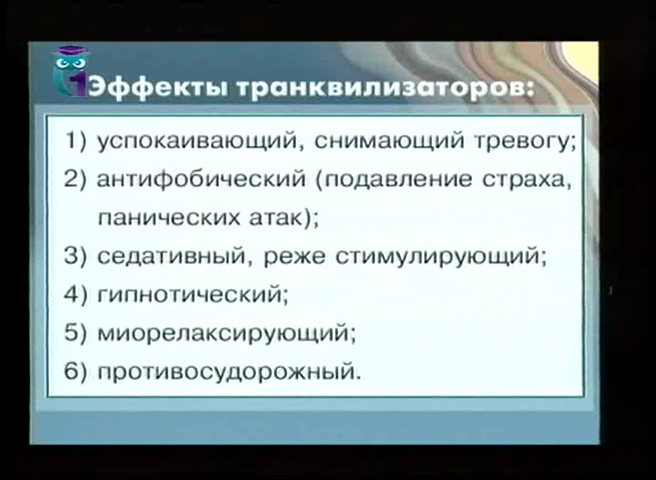 1
Эффекты транквилизаторов:
1) успокаивающий, снимающий тревогу;
2) антифобический (подавление страха,
панических атак);
3) седативный, реже стимулирующий;
4) гипнотический;
5) миорелаксирующий;
6) противосудорожный.